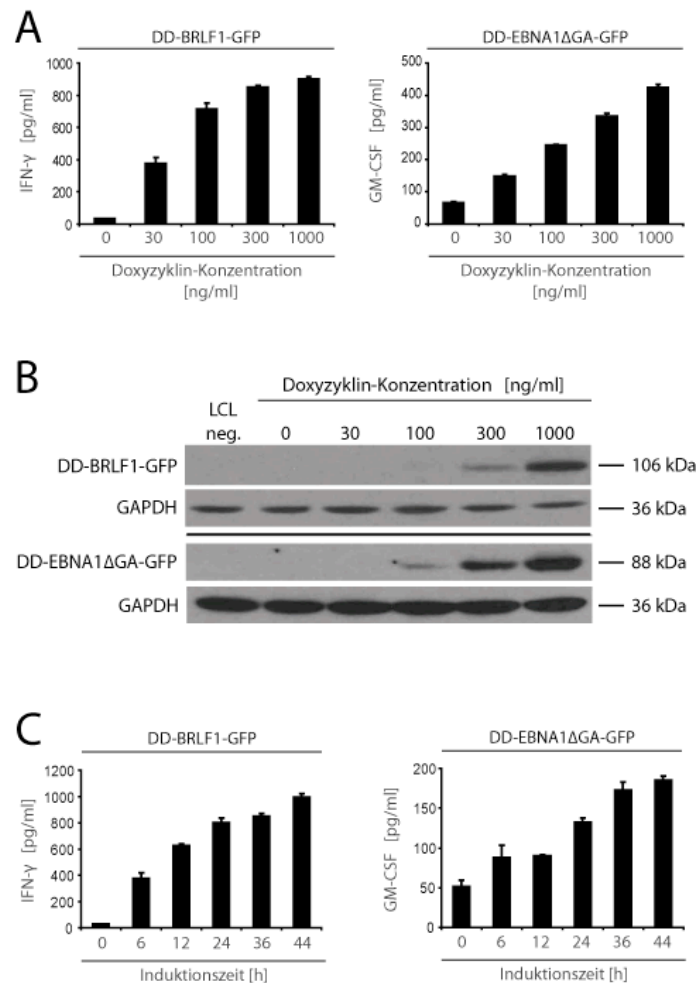 A
DD-BRLF1-GFP
IFN-γ [pg/ml]
1000
800
600
400
200
0
0 30 100 300 1000
Doxyzyklin-Konzentration
[ng/ml]
DD-EBNA1ΔGA-GFP
GM-CSF [pg/ml]
500
400
300
200
100
0
0 30 100 300 1000
Doxyzyklin-Konzentration
[ng/ml]
B
Doxyzyklin-Konzentration [ng/ml]
LCL
neg. 0 30 100 300 1000
DD-BRLF1-GFP 106 kDa
GAPDH 36 kDa
DD-EBNA1ΔGA-GFP 88 kDa
GAPDH 36 kDa
C
DD-BRLF1-GFP
IFN-γ [pg/ml]
1200
1000
800
600
400
200
0
0 6 12 24 36 44
Induktionszeit [h]
DD-EBNA1ΔGA-GFP
GM-CSF [pg/ml]
200
150
100
50
0
0 6 12 24 36 44
Induktionszeit [h]